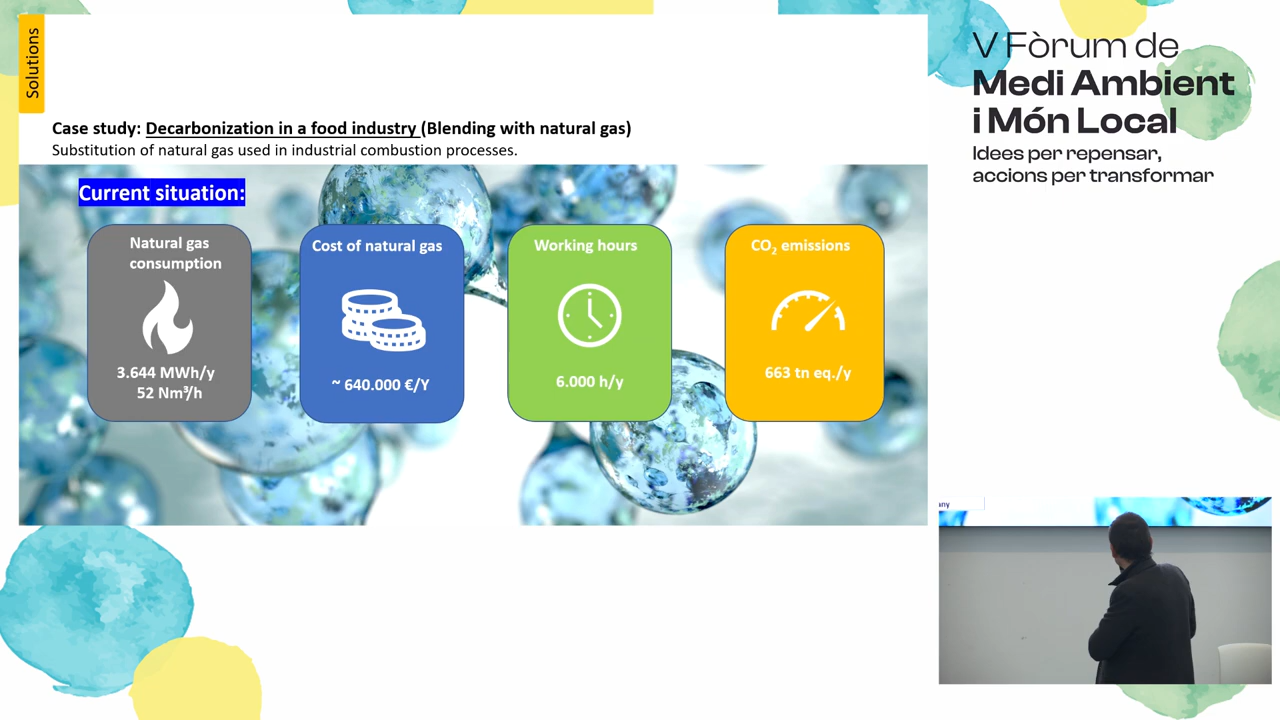 Solutions
Case study: Decarbonization in a food industry (Blending with natural gas)
Substitution of natural gas used in industrial combustion processes.
Current situation:
Natural gas
consumption
3.644 MWh/y
52 Nm³/h
Cost of natural gas
~ 640.000 €/Y
Working hours
6.000 h/y
CO₂ emissions
663 tn eq./y
V Fòrum de
Medi Ambient
i Món Local
Idees per repensar,
accions per transformar